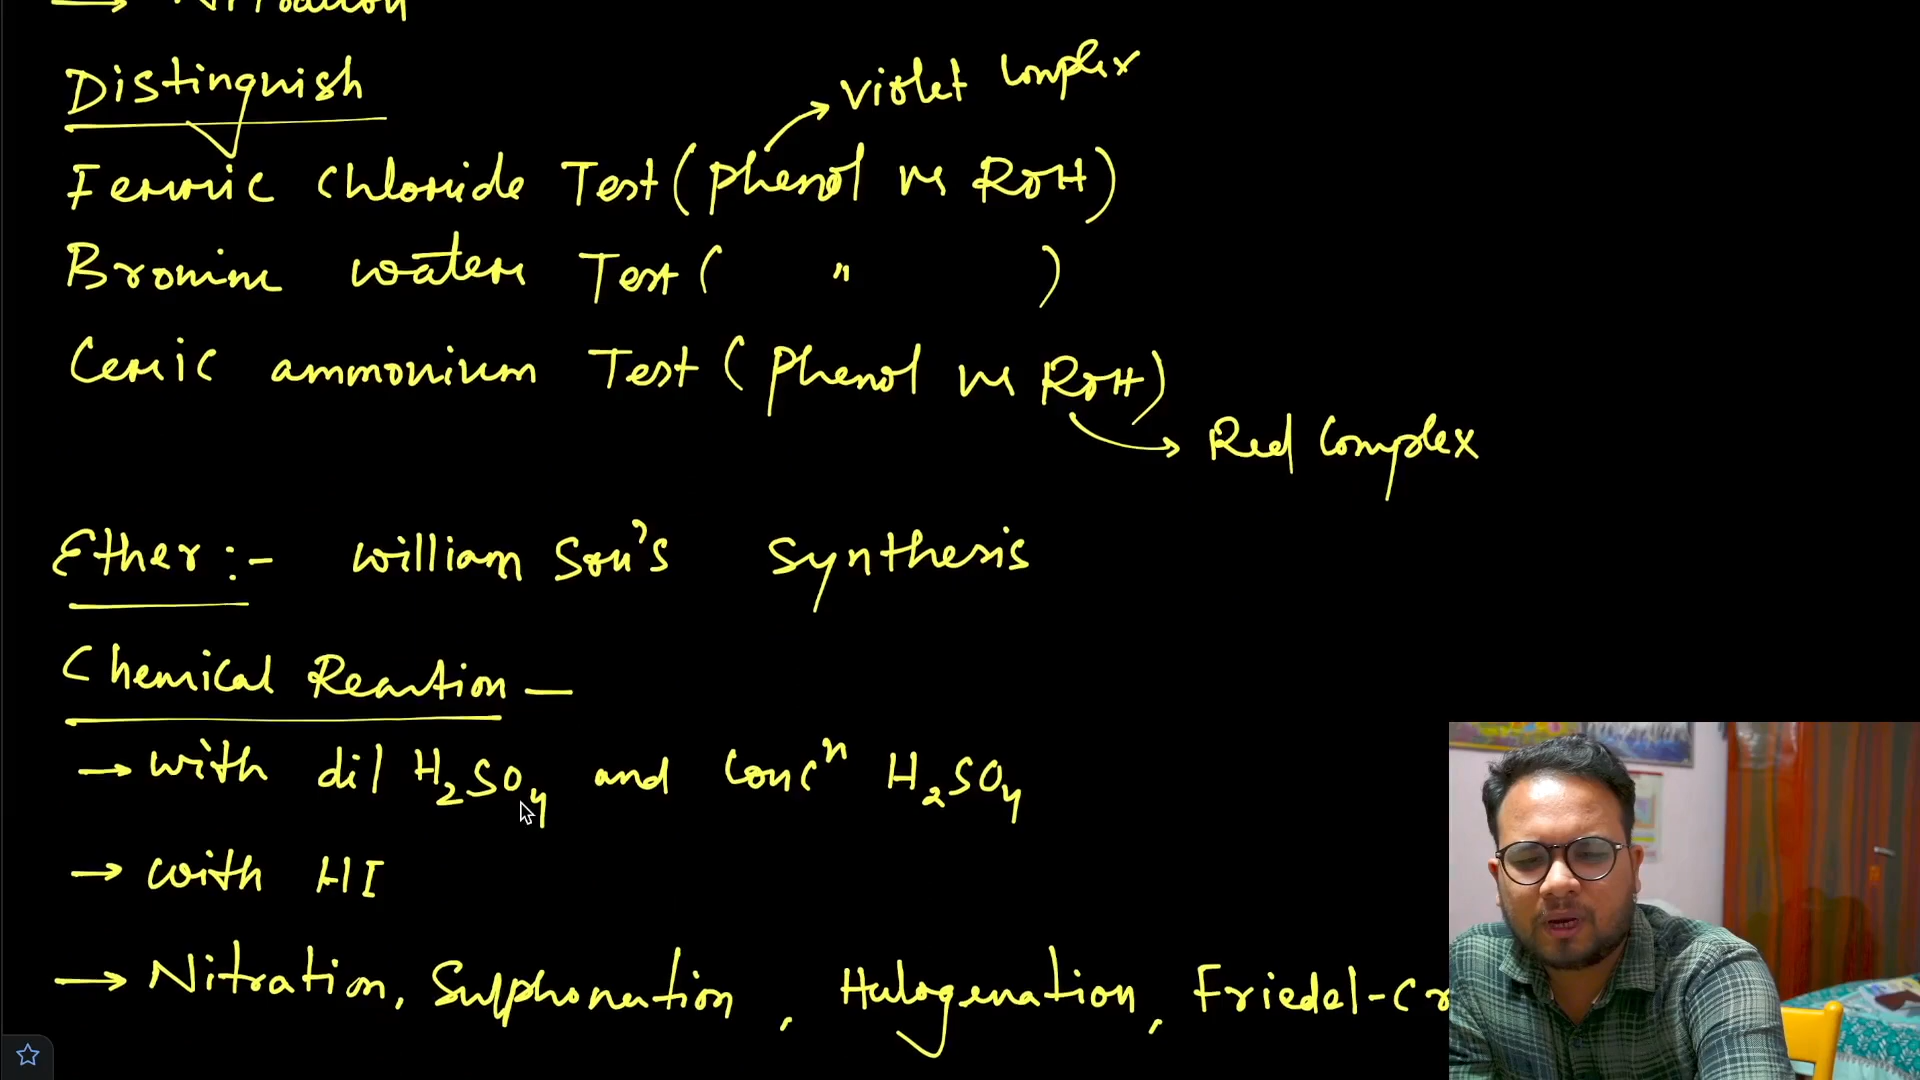 Distinguish
violet Complex
Ferric Chloride Test (phenol vs ROH)
Bromine water Test ( " )
Ceric ammonium Test (Phenol vs ROH)
Red Complex
Ether :- william Son's Synthesis
Chemical Reaction —
→ with dil H₂SO₄ and concⁿ H₂SO₄
→ with HI
→ Nitration, Sulphonation, Halogenation, Friedel-Cr